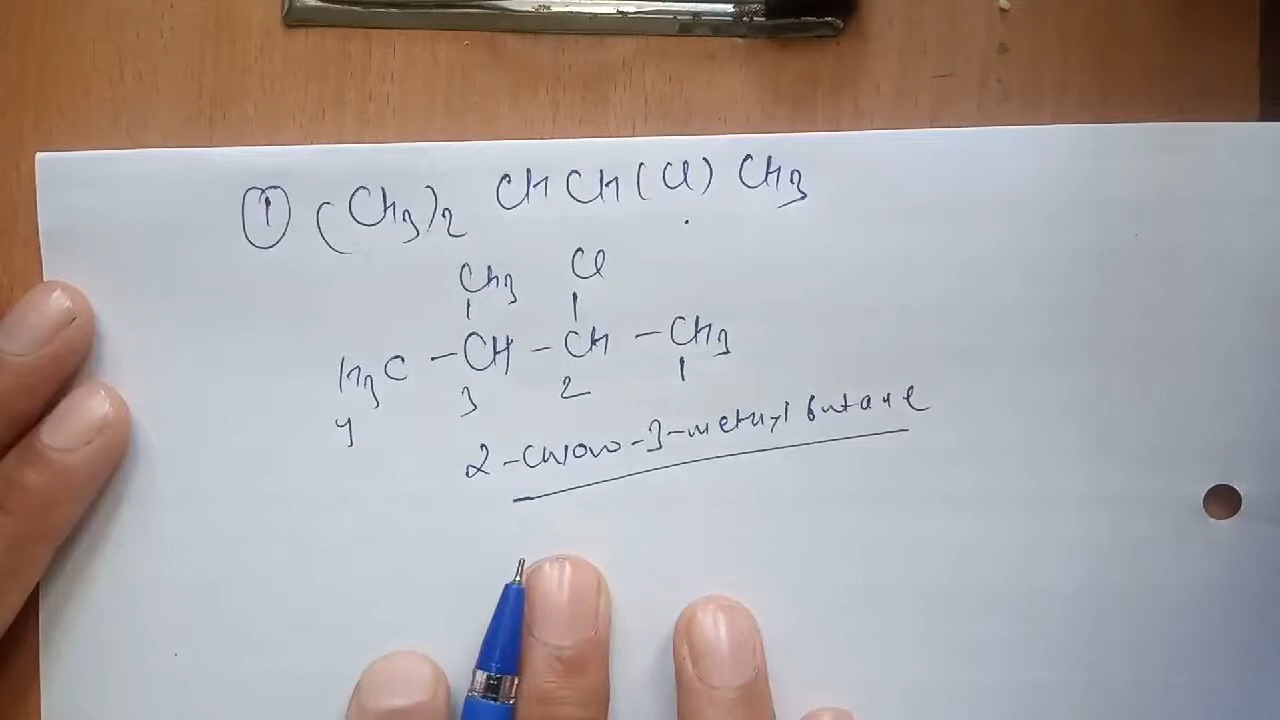 ① (CH3)2 CH CH(Cl) CH3
CH3 Cl
| |
H3C - CH - CH - CH3
4 3 2 1
2-Chloro-3-methyl butane